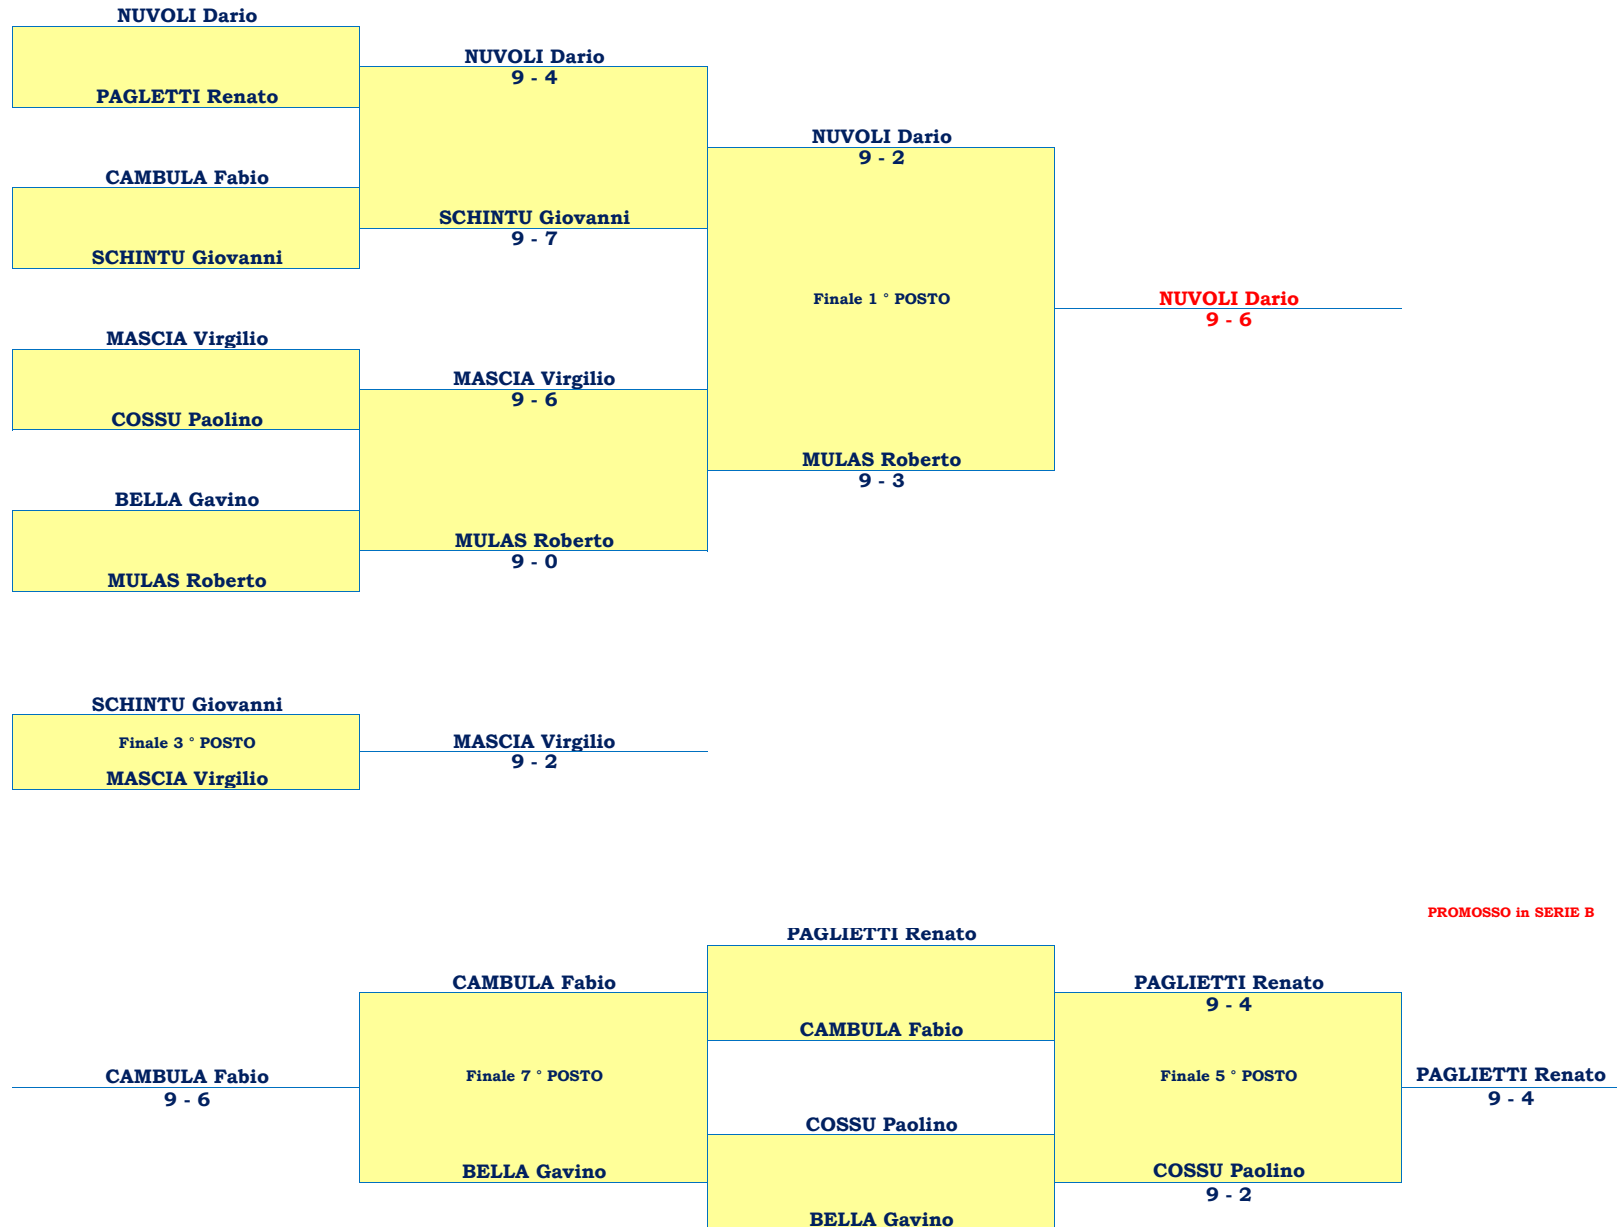 NUVOLI Dario
NUVOLI Dario
9 - 4
PAGLETTI Renato
NUVOLI Dario
9 - 2
CAMBULA Fabio
SCHINTU Giovanni
9 - 7
SCHINTU Giovanni
Finale 1 ° POSTO
NUVOLI Dario
9 - 6
MASCIA Virgilio
MASCIA Virgilio
9 - 6
COSSU Paolino
MULAS Roberto
9 - 3
BELLA Gavino
MULAS Roberto
9 - 0
MULAS Roberto
SCHINTU Giovanni
Finale 3 ° POSTO
MASCIA Virgilio
9 - 2
MASCIA Virgilio
PROMOSSO in SERIE B
PAGLIETTI Renato
CAMBULA Fabio
PAGLIETTI Renato
9 - 4
CAMBULA Fabio
CAMBULA Fabio
9 - 6
Finale 7 ° POSTO
Finale 5 ° POSTO
PAGLIETTI Renato
9 - 4
COSSU Paolino
BELLA Gavino
COSSU Paolino
9 - 2
BELLA Gavino